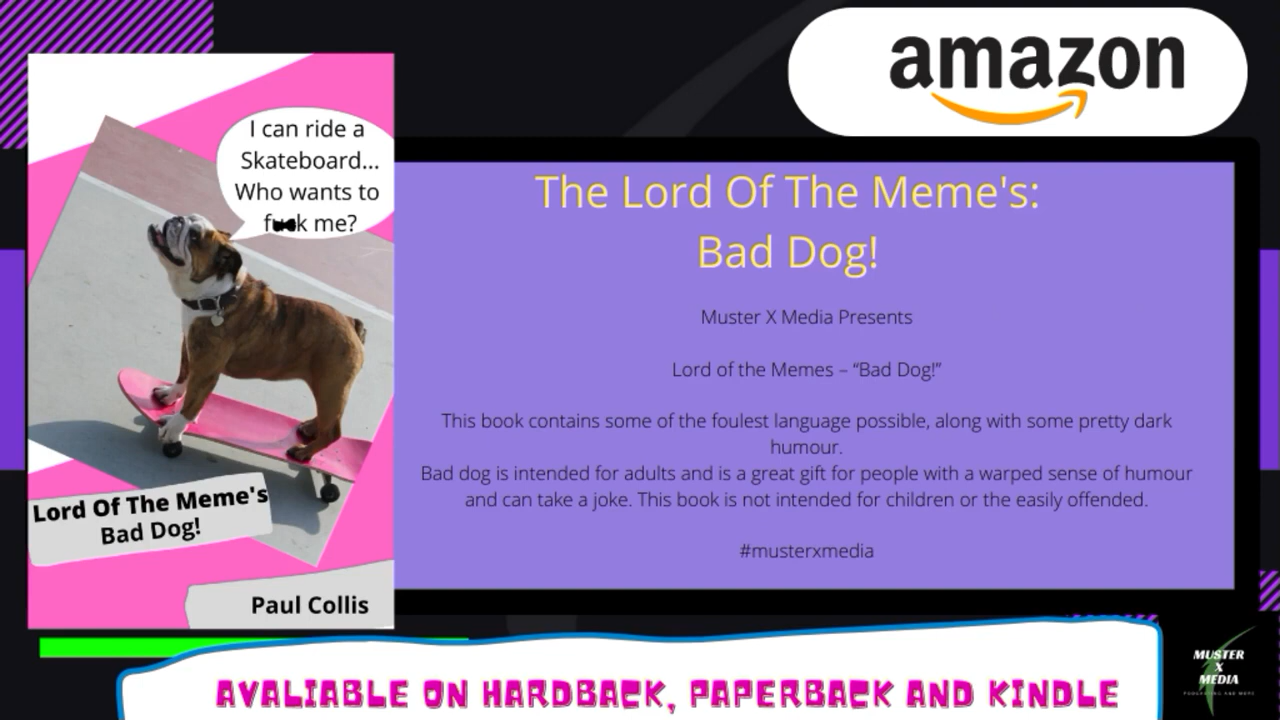 amazon
I can ride a
Skateboard...
Who wants to
fuck me?
Lord Of The Meme's
Bad Dog!
Paul Collis
The Lord Of The Meme's:
Bad Dog!
Muster X Media Presents
Lord of the Memes – “Bad Dog!”
This book contains some of the foulest language possible, along with some pretty dark
humour.
Bad dog is intended for adults and is a great gift for people with a warped sense of humour
and can take a joke. This book is not intended for children or the easily offended.
#musterxmedia
AVALIABLE ON HARDBACK, PAPERBACK AND KINDLE
MUSTER
X
MEDIA
PODCASTING AND MORE